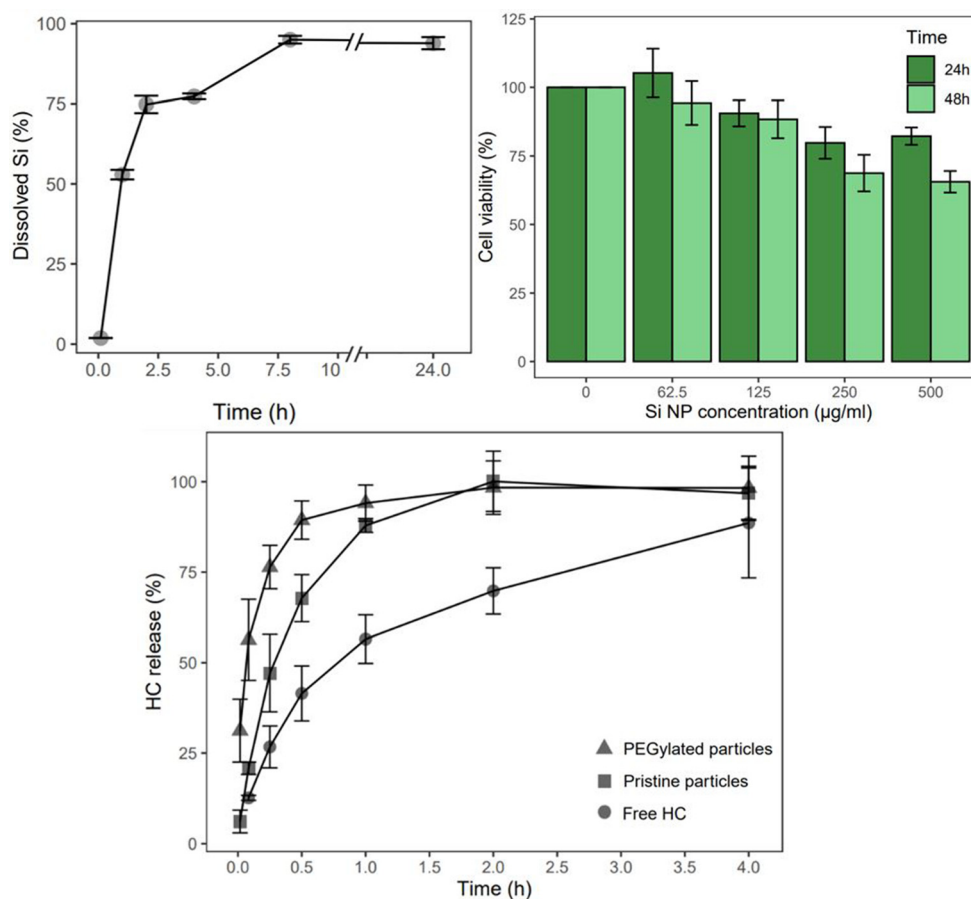 100
75
50
25
0
Dissolved Si (%)
0.0 2.5 5.0 7.5 10 24.0
Time (h)
125
100
75
50
25
0
Cell viability (%)
Time
24h
48h
0 62.5 125 250 500
Si NP concentration (µg/ml)
100
75
50
25
0
HC release (%)
PEGylated particles
Pristine particles
Free HC
0.0 0.5 1.0 1.5 2.0 2.5 3.0 3.5 4.0
Time (h)